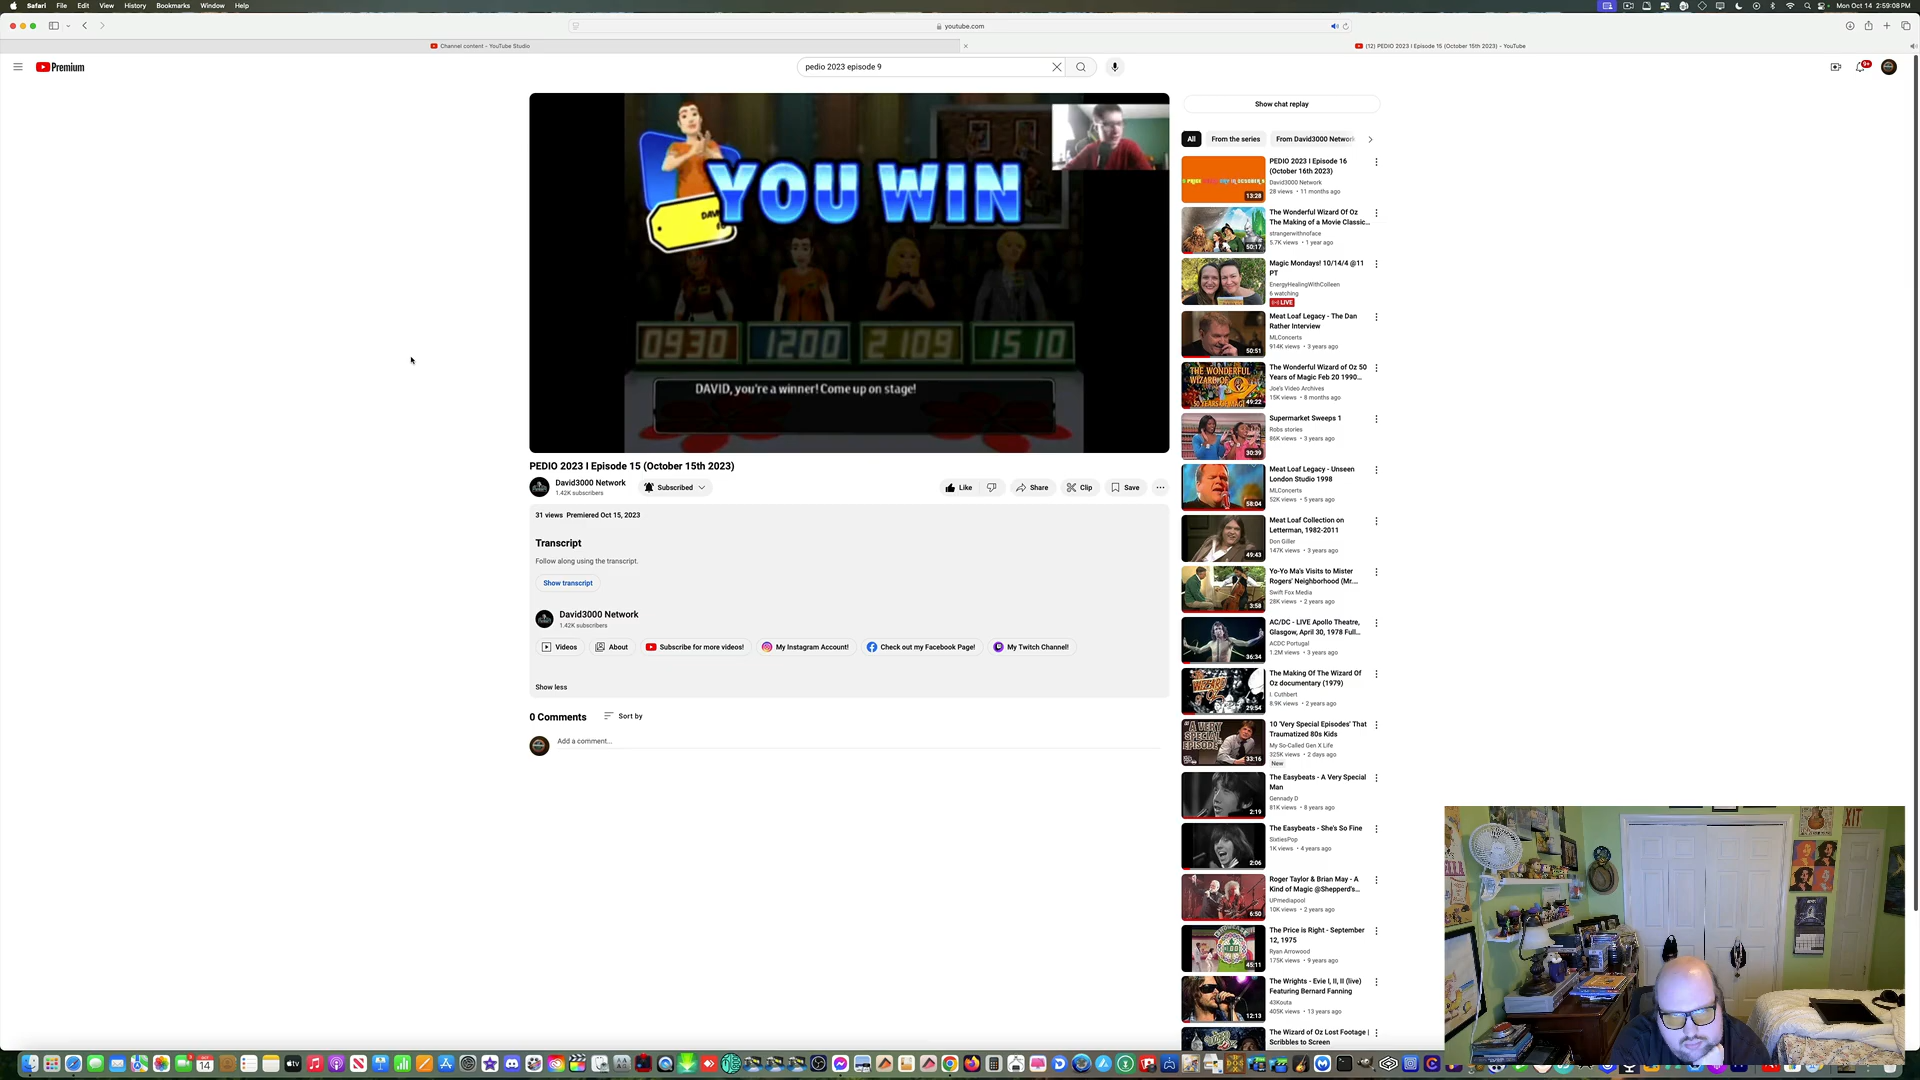 Safari File Edit View History Bookmarks Window Help
Mon Oct 14 2:59:08 PM
youtube.com
Channel content - YouTube Studio
(12) PEDIO 2023 I Episode 15 (October 15th 2023) - YouTube
Premium
pedio 2023 episode 9
9+
YOU WIN
0930 1200 2109 1510
DAVID, you're a winner! Come up on stage!
PEDIO 2023 I Episode 15 (October 15th 2023)
David3000 Network
1.42K subscribers
Subscribed
Like
Share
Clip
Save
31 views Premiered Oct 15, 2023
Transcript
Follow along using the transcript.
Show transcript
David3000 Network
1.42K subscribers
Videos
About
Subscribe for more videos!
My Instagram Account!
Check out my Facebook Page!
My Twitch Channel!
Show less
0 Comments
Sort by
Add a comment...
Show chat replay
All
From the series
From David3000 Network
PEDIO 2023 I Episode 16
(October 16th 2023)
David3000 Network
28 views • 11 months ago
13:28
The Wonderful Wizard Of Oz
The Making of a Movie Classic...
strangerwithnoface
5.7K views • 1 year ago
50:17
Magic Mondays! 10/14/4 @11
PT
EnergyHealingWithColleen
6 watching
LIVE
Meat Loaf Legacy - The Dan
Rather Interview
MLConcerts
914K views • 3 years ago
50:51
The Wonderful Wizard of Oz 50
Years of Magic Feb 20 1990...
Joe's Video Archives
15K views • 8 months ago
49:22
Supermarket Sweeps 1
Robs stories
86K views • 3 years ago
30:39
Meat Loaf Legacy - Unseen
London Studio 1998
MLConcerts
52K views • 5 years ago
58:04
Meat Loaf Collection on
Letterman, 1982-2011
Don Giller
147K views • 3 years ago
49:43
Yo-Yo Ma's Visits to Mister
Rogers' Neighborhood (Mr....
Swift Fox Media
28K views • 2 years ago
3:58
AC/DC - LIVE Apollo Theatre,
Glasgow, April 30, 1978 Full...
ACDC Portugal
1.2M views • 3 years ago
36:34
The Making Of The Wizard Of
Oz documentary (1979)
I. Cuthbert
8.9K views • 2 years ago
29:54
10 'Very Special Episodes' That
Traumatized 80s Kids
My So-Called Gen X Life
325K views • 2 days ago
New
33:16
The Easybeats - A Very Special
Man
Gennady D
81K views • 8 years ago
2:19
The Easybeats - She's So Fine
SixtiesPop
1K views • 4 years ago
2:06
Roger Taylor & Brian May - A
Kind of Magic @Shepperd's...
UPmediapool
10K views • 2 years ago
6:50
The Price is Right - September
12, 1975
Ryan Arrowood
175K views • 9 years ago
45:11
The Wrights - Evie I, II, II (live)
Featuring Bernard Fanning
43Kouta
405K views • 13 years ago
12:13
The Wizard of Oz Lost Footage |
Scribbles to Screen